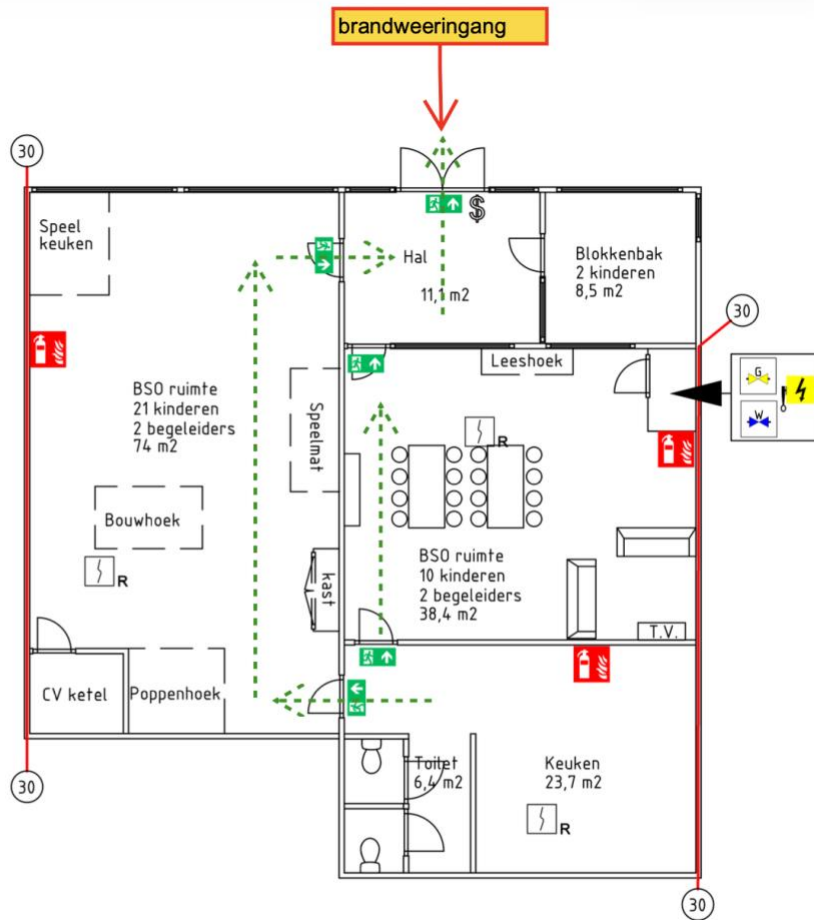 brandweeringang
30
Speel
keuken
Hal
11,1 m2
$
Blokkenbak
2 kinderen
8,5 m2
30
Leeshoek
G
W
BSO ruimte
21 kinderen
2 begeleiders
74 m2
Speelmat
R
Bouwhoek
R
kast
BSO ruimte
10 kinderen
2 begeleiders
38,4 m2
T.V.
CV ketel
Poppenhoek
Toilet
6,4 m2
Keuken
23,7 m2
R
30
30